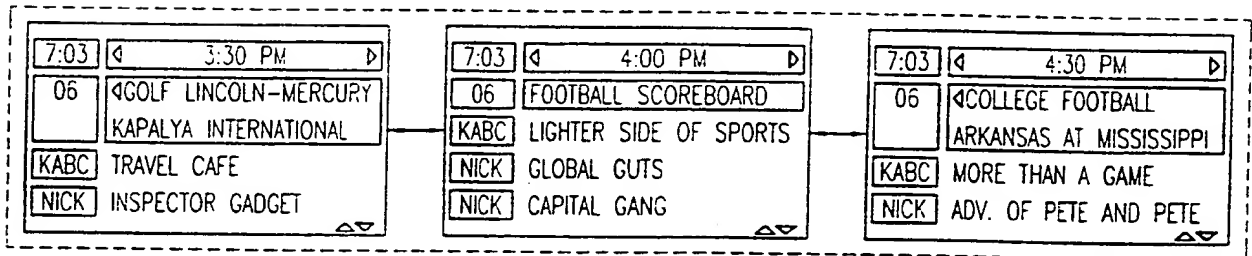 7:03 3:30 PM
06 GOLF LINCOLN-MERCURY
KAPALYA INTERNATIONAL
KABC TRAVEL CAFE
NICK INSPECTOR GADGET
7:03 4:00 PM
06 FOOTBALL SCOREBOARD
KABC LIGHTER SIDE OF SPORTS
NICK GLOBAL GUTS
NICK CAPITAL GANG
7:03 4:30 PM
06 COLLEGE FOOTBALL
ARKANSAS AT MISSISSIPPI
KABC MORE THAN A GAME
NICK ADV. OF PETE AND PETE